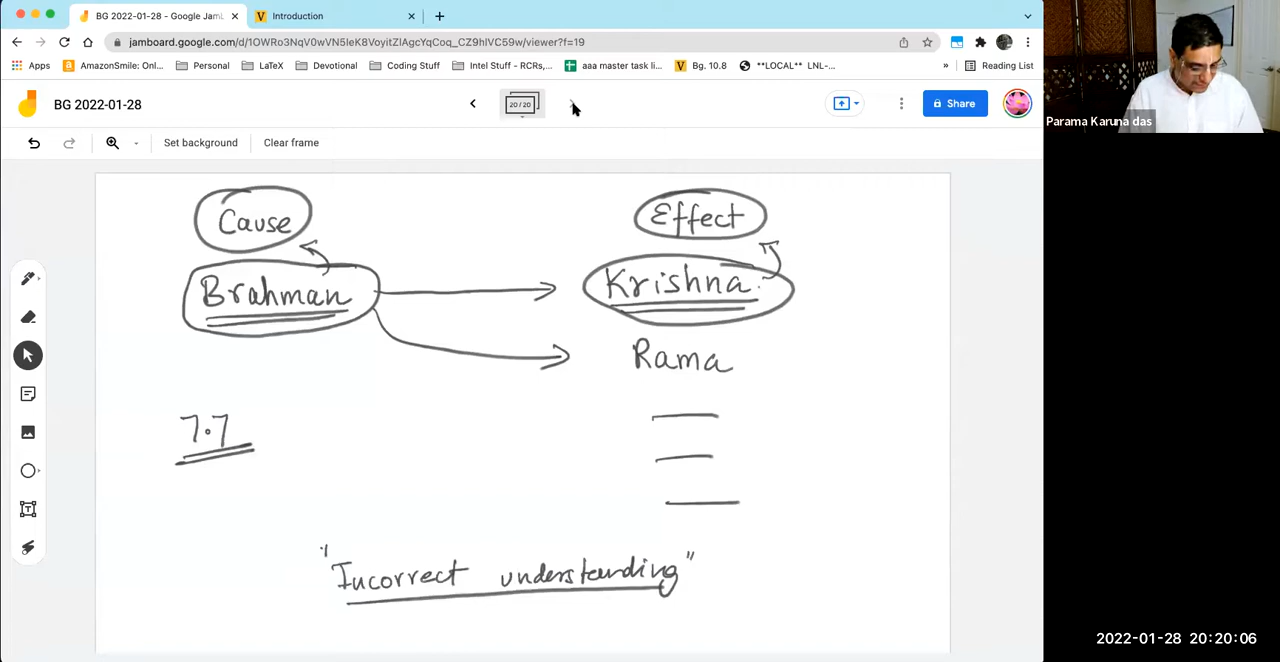 BG 2022-01-28 - Google Jaml
Introduction
jamboard.google.com/d/1OWRo3NqV0wVN5IeK8VoyitZIAgcYqCoq_CZ9hIVC59w/viewer?f=19
Apps
AmazonSmile: Onl...
Personal
LaTeX
Devotional
Coding Stuff
Intel Stuff - RCRs,...
aaa master task li...
Bg. 10.8
**LOCAL** LNL-...
»
Reading List
BG 2022-01-28
20 / 20
Share
Set background
Clear frame
Parama Karuna das
Cause
Effect
Brahman
Krishna
Rama
7.7
"Incorrect understanding"
2022-01-28 20:20:06